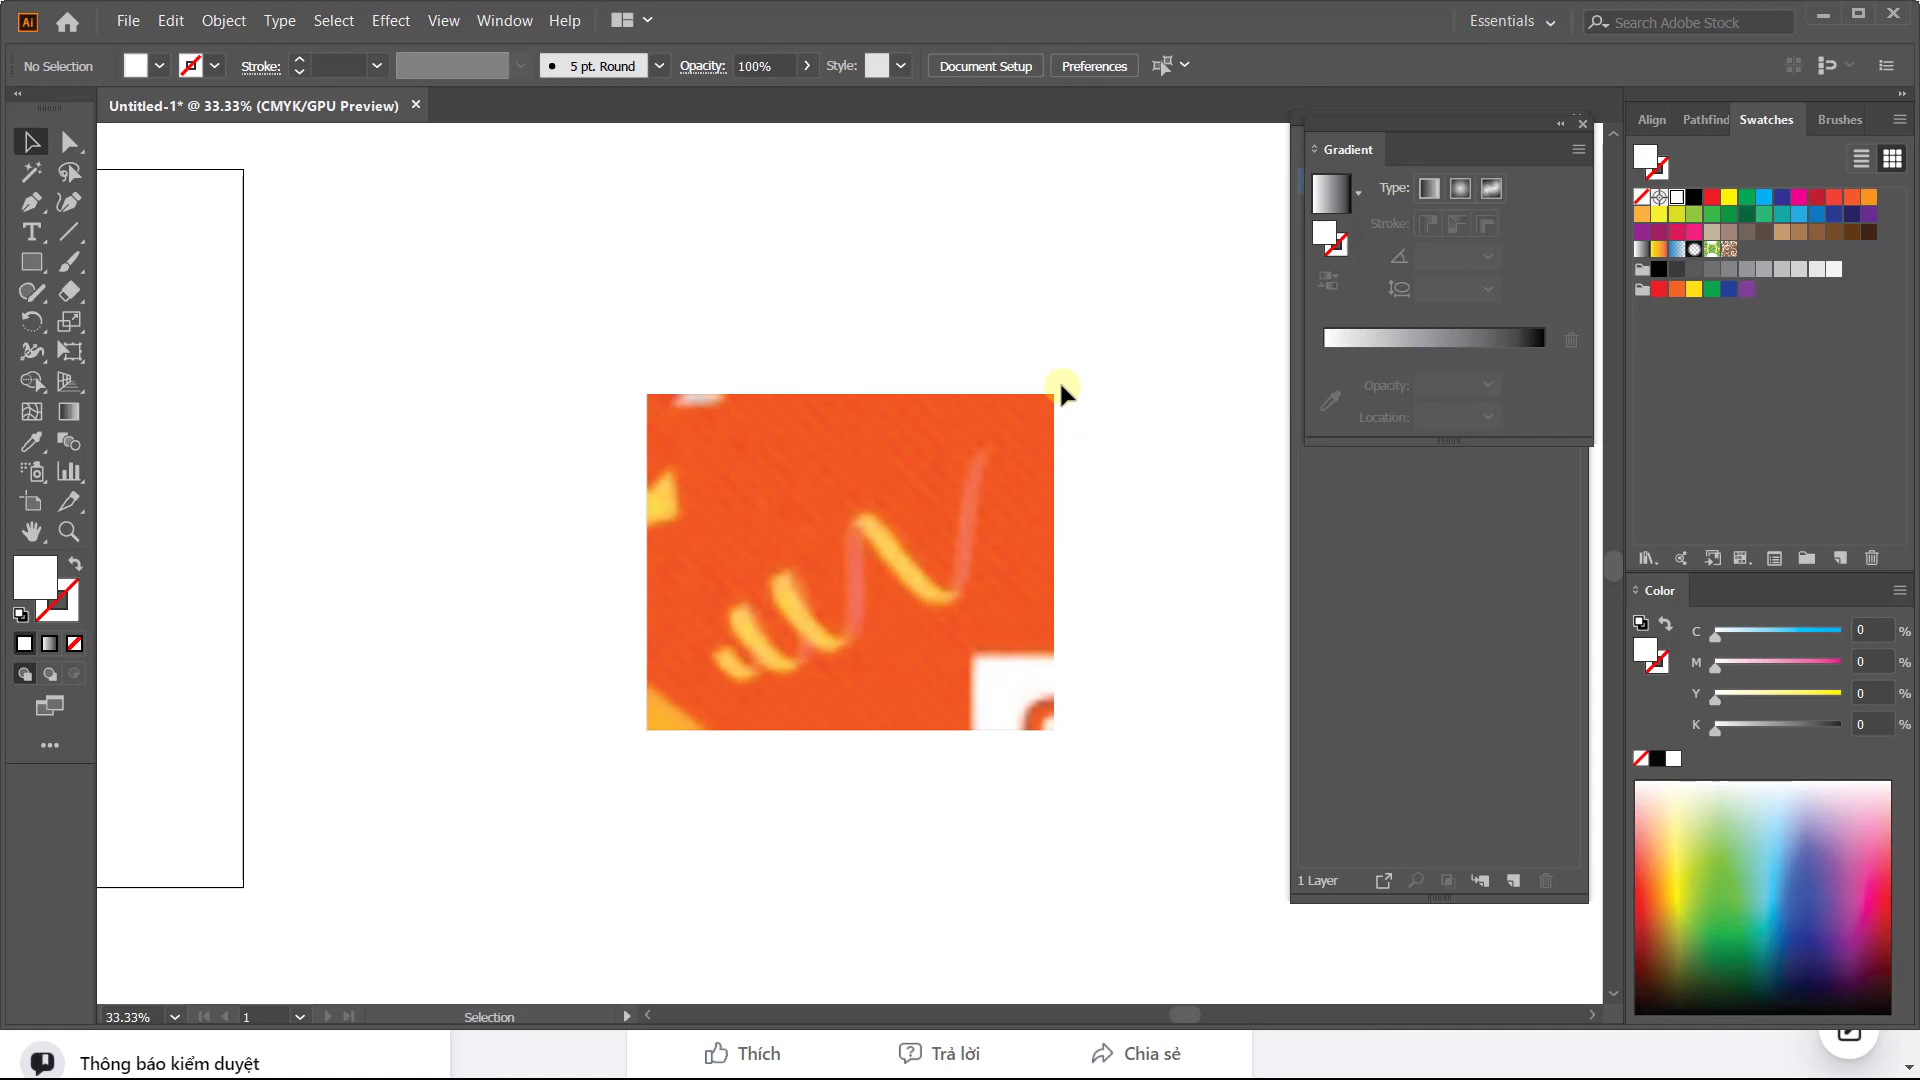 Ai File Edit Object Type Select Effect View Window Help Essentials Search Adobe Stock
No Selection Stroke: 5 pt. Round Opacity: 100% Style: Document Setup Preferences
Untitled-1* @ 33.33% (CMYK/GPU Preview)
Align Pathfind Swatches Brushes
Gradient
Type:
Stroke:
Opacity:
Location:
Color
C 0 %
M 0 %
Y 0 %
K 0 %
1 Layer
33.33% 1 Selection
Thông báo kiểm duyệt Thích Trả lời Chia sẻ